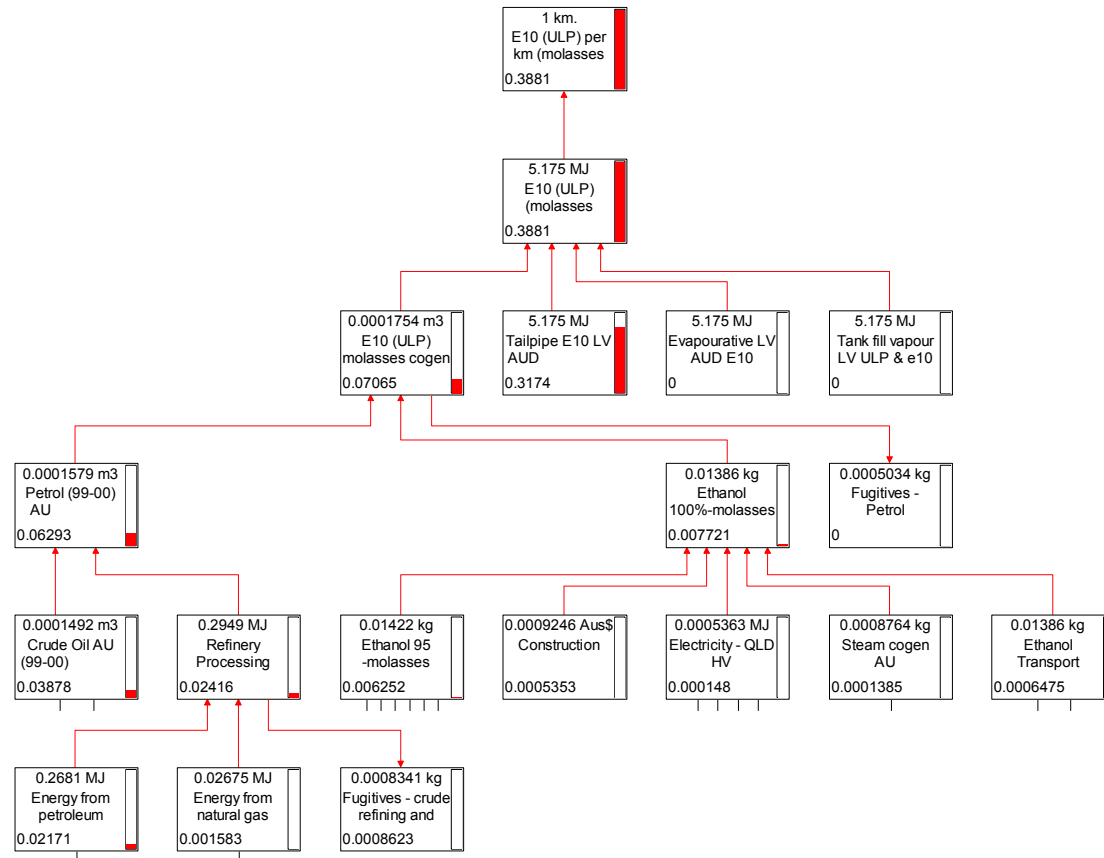 1 km.
E10 (ULP) per
km (molasses
0.3881
5.175 MJ
E10 (ULP)
(molasses
0.3881
0.0001754 m3
E10 (ULP)
molasses cogen
0.07065
5.175 MJ
Tailpipe E10 LV
AUD
0.3174
5.175 MJ
Evapourative LV
AUD E10
0
5.175 MJ
Tank fill vapour
LV ULP & e10
0
0.0001579 m3
Petrol (99-00)
AU
0.06293
0.01386 kg
Ethanol
100%-molasses
0.007721
0.0005034 kg
Fugitives -
Petrol
0
0.0001492 m3
Crude Oil AU
(99-00)
0.03878
0.2949 MJ
Refinery
Processing
0.02416
0.01422 kg
Ethanol 95
-molasses
0.006252
0.0009246 Aus$
Construction
0.0005353
0.0005363 MJ
Electricity - QLD
HV
0.000148
0.0008764 kg
Steam cogen
AU
0.0001385
0.01386 kg
Ethanol
Transport
0.0006475
0.2681 MJ
Energy from
petroleum
0.02171
0.02675 MJ
Energy from
natural gas
0.001583
0.0008341 kg
Fugitives - crude
refining and
0.0008623